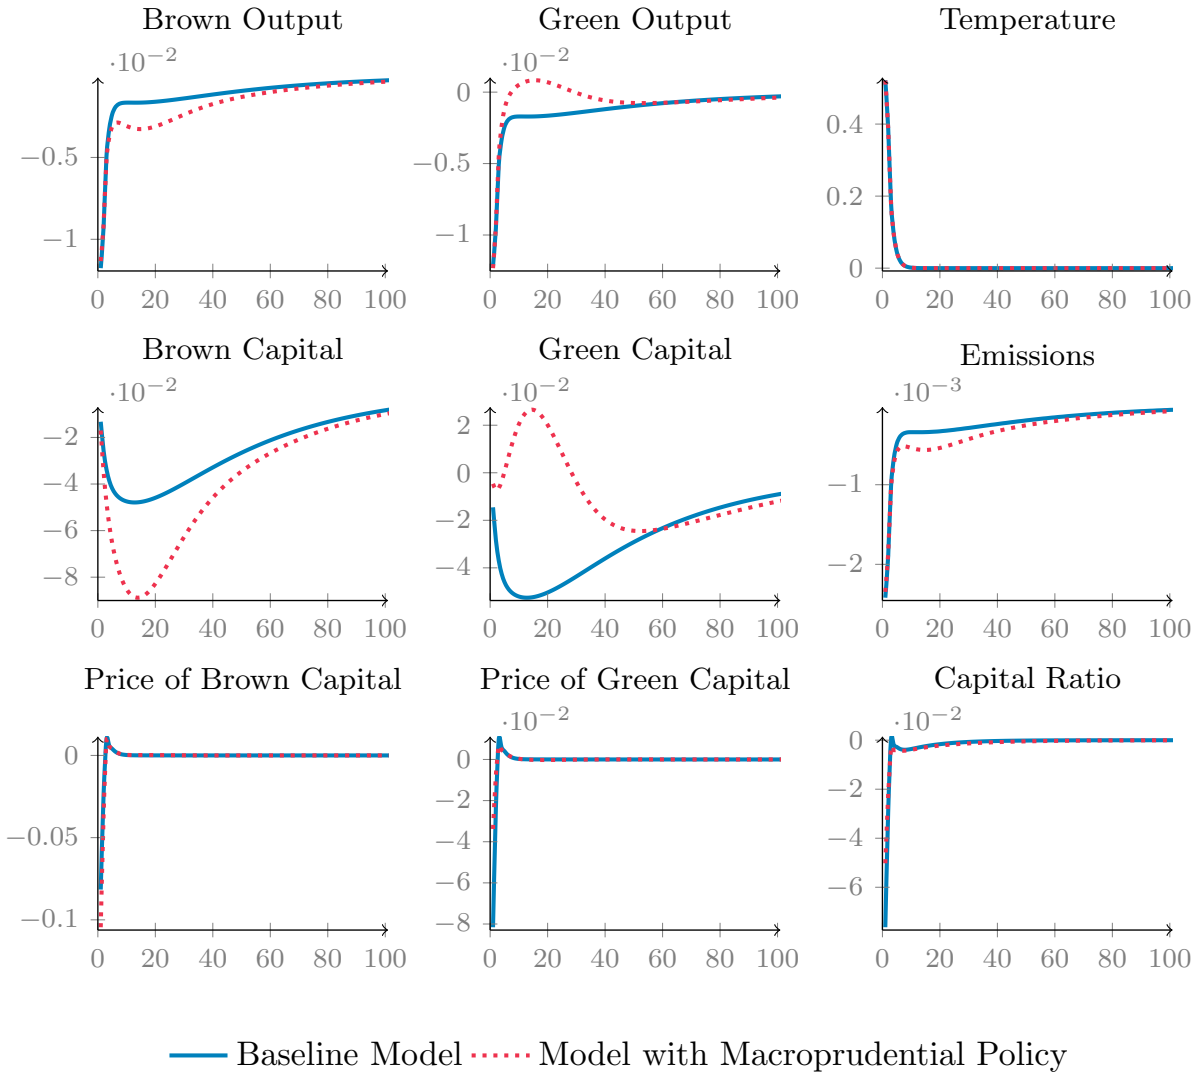 Brown Output
Green Output
Temperature
·10⁻²
·10⁻²
−0.5
−1
0 20 40 60 80 100
0
−0.5
−1
0 20 40 60 80 100
0.4
0.2
0
0 20 40 60 80 100
Brown Capital
Green Capital
Emissions
·10⁻²
·10⁻²
·10⁻³
−2
−4
−6
−8
0 20 40 60 80 100
2
0
−2
−4
0 20 40 60 80 100
−1
−2
0 20 40 60 80 100
Price of Brown Capital
Price of Green Capital
Capital Ratio
·10⁻²
·10⁻²
0
−0.05
−0.1
0 20 40 60 80 100
0
−2
−4
−6
−8
0 20 40 60 80 100
0
−2
−4
−6
0 20 40 60 80 100
Baseline Model
Model with Macroprudential Policy